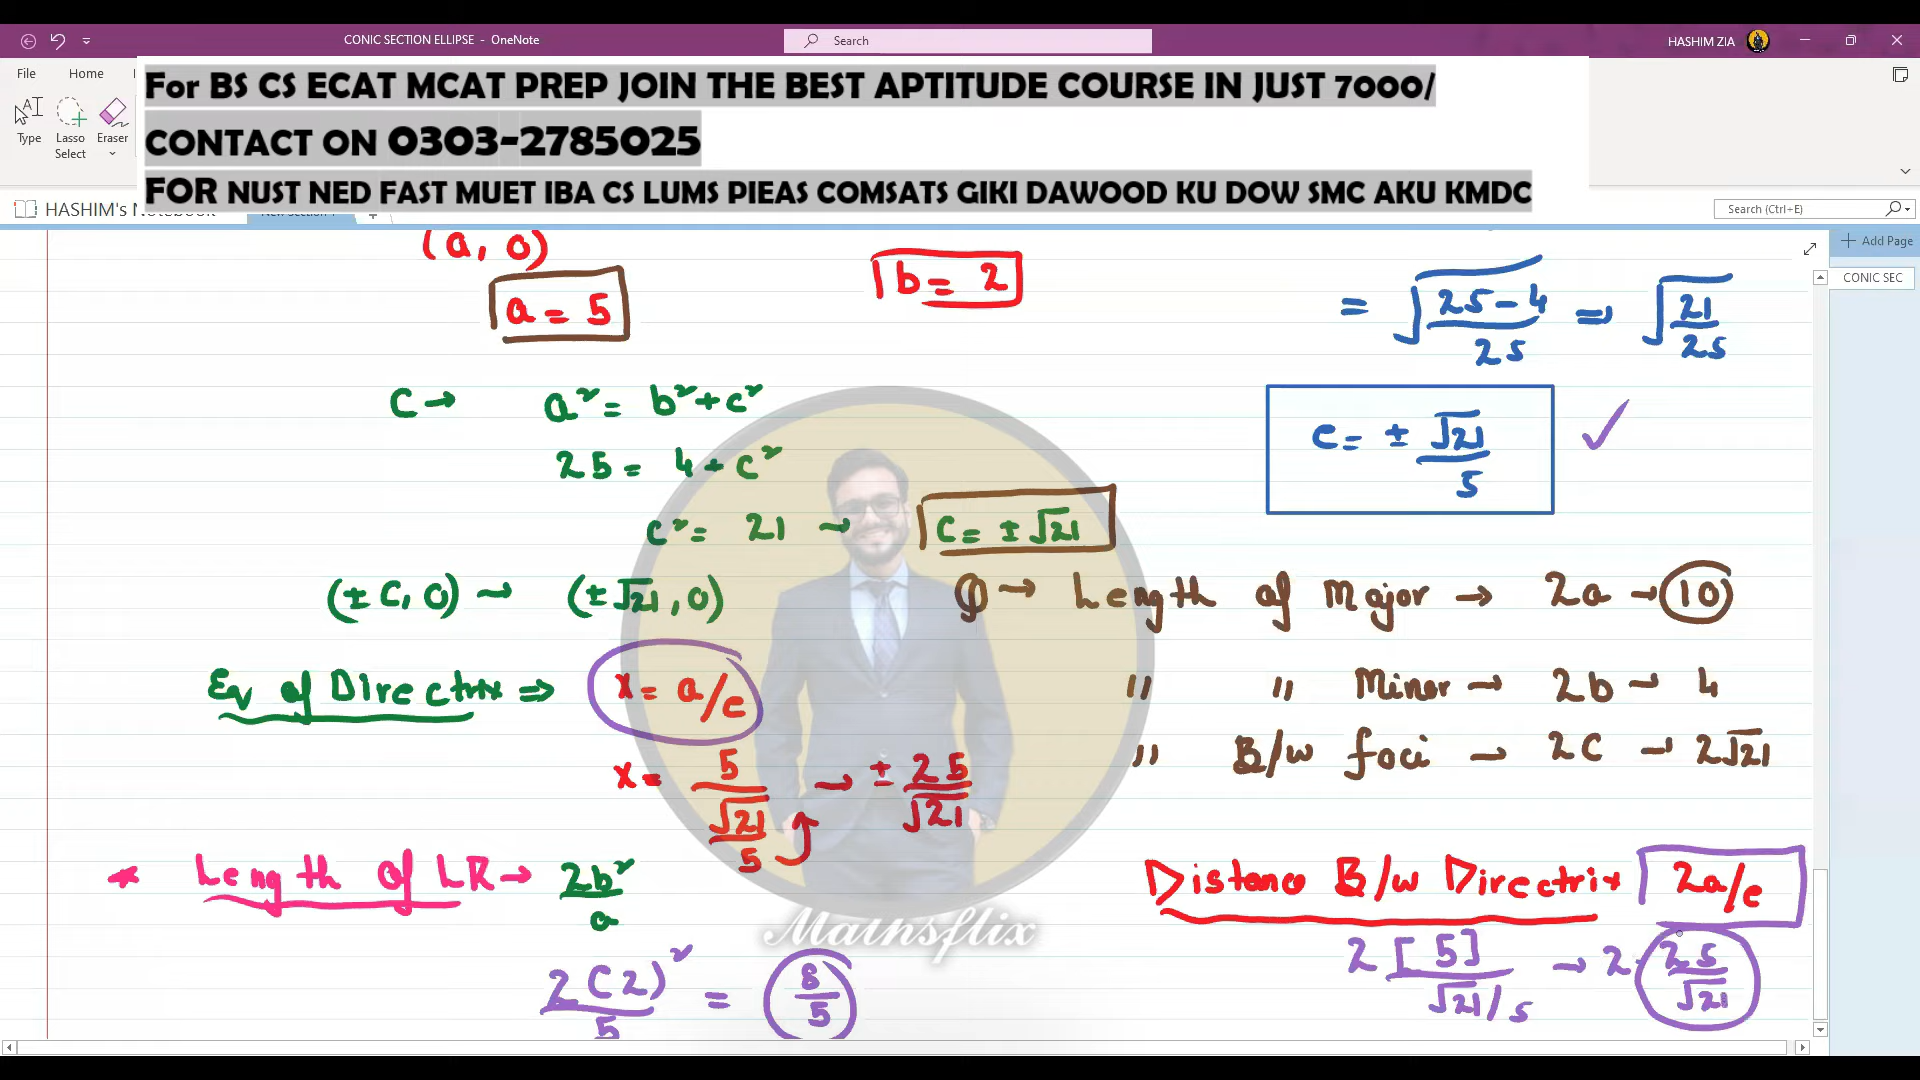 CONIC SECTION ELLIPSE - OneNote
Search
HASHIM ZIA
File
Home
For BS CS ECAT MCAT PREP JOIN THE BEST APTITUDE COURSE IN JUST 7000/
CONTACT ON 0303-2785025
FOR NUST NED FAST MUET IBA CS LUMS PIEAS COMSATS GIKI DAWOOD KU DOW SMC AKU KMDC
Type
Lasso Select
Eraser
HASHIM's
Search (Ctrl+E)
Add Page
CONIC SEC
(a, 0)
a = 5
b = 2
= √(25-4/25) ⇒ √(21/25)
C → a² = b² + c²
25 = 4 + c²
c² = 21 → C = ± √21
e = ± √21/5 ✓
(± C, 0) → (± √21, 0)
→ Length of Major → 2a → 10
Eq of Directrix ⇒ x = a/e
" " Minor → 2b → 4
" B/w foci → 2C → 2√21
x = 5/(√21/5) → ± 25/√21
* Length of LR → 2b²/a
Distance B/w Directrix 2a/e
2(2)²/5 = 8/5
2[5]/√21/5 → 2 · 25/√21
Mathsflix